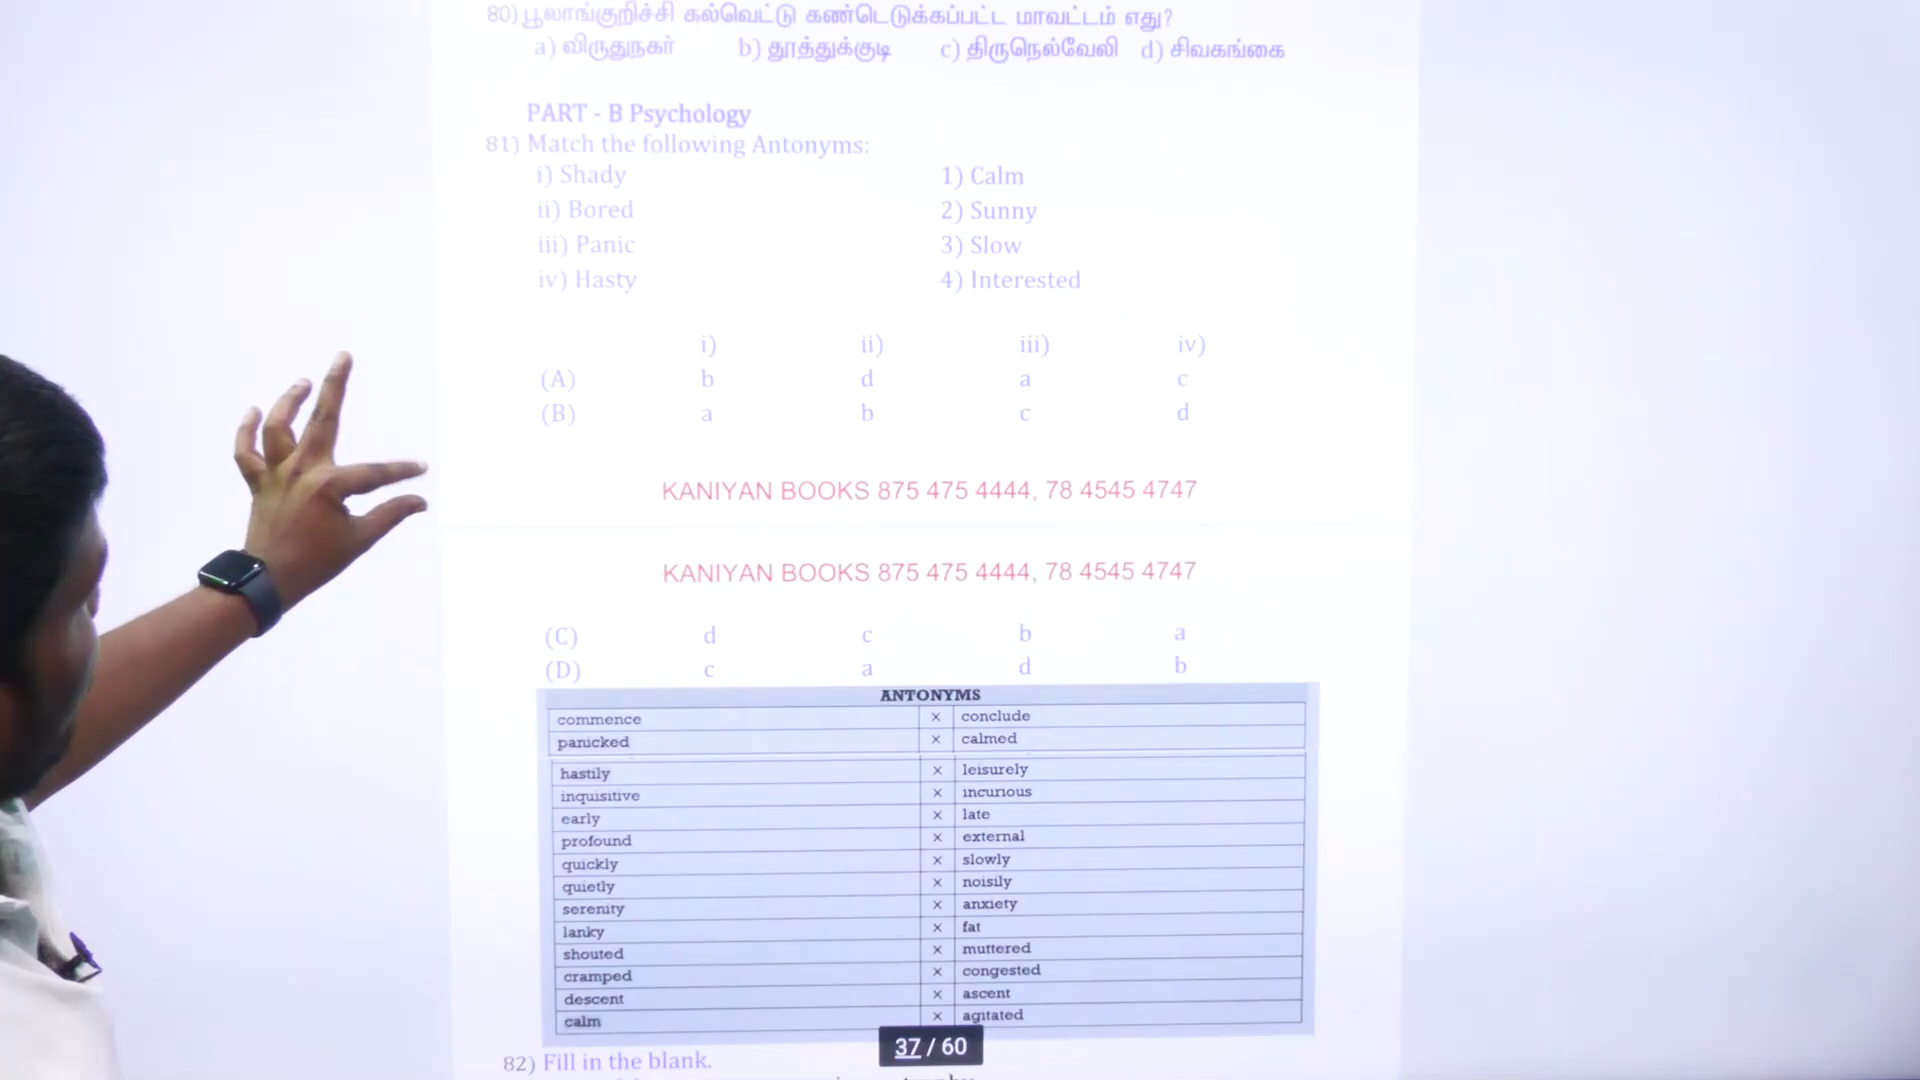 80) பூலாங்குறிச்சி கல்வெட்டு கண்டெடுக்கப்பட்ட மாவட்டம் எது?
a) விருதுநகர் b) தூத்துக்குடி c) திருநெல்வேலி d) சிவகங்கை
PART - B Psychology
81) Match the following Antonyms:
i) Shady 1) Calm
ii) Bored 2) Sunny
iii) Panic 3) Slow
iv) Hasty 4) Interested
i) ii) iii) iv)
(A) b d a c
(B) a b c d
KANIYAN BOOKS 875 475 4444, 78 4545 4747
KANIYAN BOOKS 875 475 4444, 78 4545 4747
(C) d c b a
(D) c a d b
ANTONYMS
commence × conclude
panicked × calmed
hastily × leisurely
inquisitive × incurious
early × late
profound × external
quickly × slowly
quietly × noisily
serenity × anxiety
lanky × fat
shouted × muttered
cramped × congested
descent × ascent
calm × agitated
37 / 60
82) Fill in the blank.